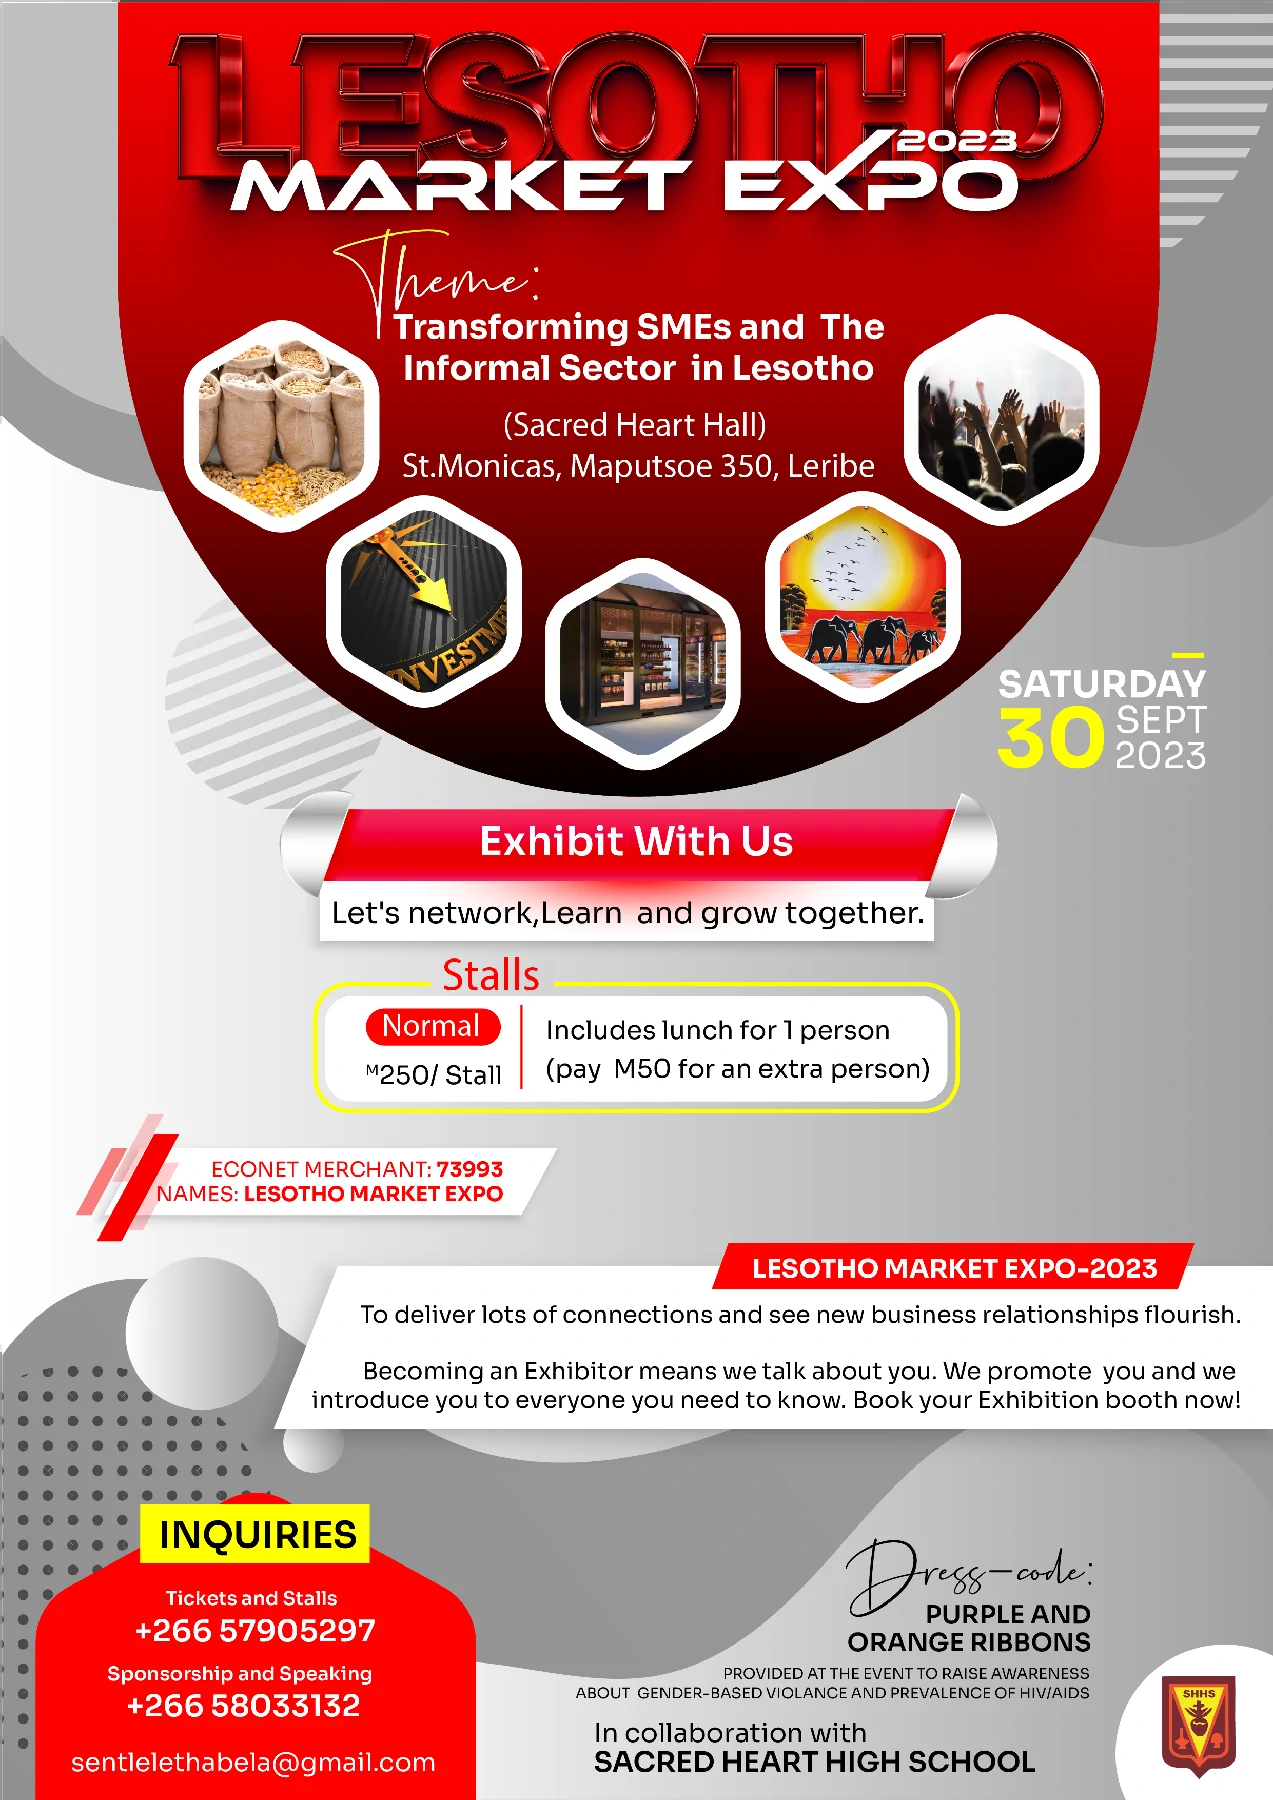 LESOTHO
2023
MARKET EXPO
Theme:
Transforming SMEs and The
Informal Sector in Lesotho
(Sacred Heart Hall)
St.Monicas, Maputsoe 350, Leribe
INVESTME
SATURDAY
30 SEPT
2023
Exhibit With Us
Let's network,Learn and grow together.
Stalls
Normal
M250/ Stall
Includes lunch for 1 person
(pay M50 for an extra person)
ECONET MERCHANT: 73993
NAMES: LESOTHO MARKET EXPO
LESOTHO MARKET EXPO-2023
To deliver lots of connections and see new business relationships flourish.
Becoming an Exhibitor means we talk about you. We promote you and we
introduce you to everyone you need to know. Book your Exhibition booth now!
INQUIRIES
Tickets and Stalls
+266 57905297
Sponsorship and Speaking
+266 58033132
sentlelethabela@gmail.com
Dress-code:
PURPLE AND
ORANGE RIBBONS
PROVIDED AT THE EVENT TO RAISE AWARENESS
ABOUT GENDER-BASED VIOLANCE AND PREVALENCE OF HIV/AIDS
In collaboration with
SACRED HEART HIGH SCHOOL
SHHS